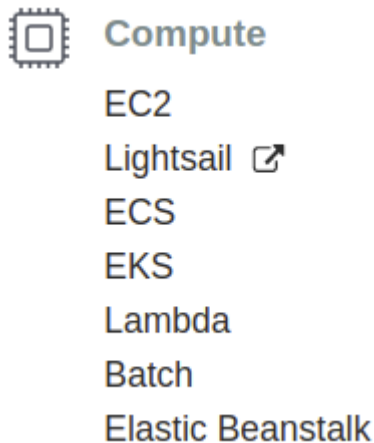 Compute
EC2
Lightsail
ECS
EKS
Lambda
Batch
Elastic Beanstalk